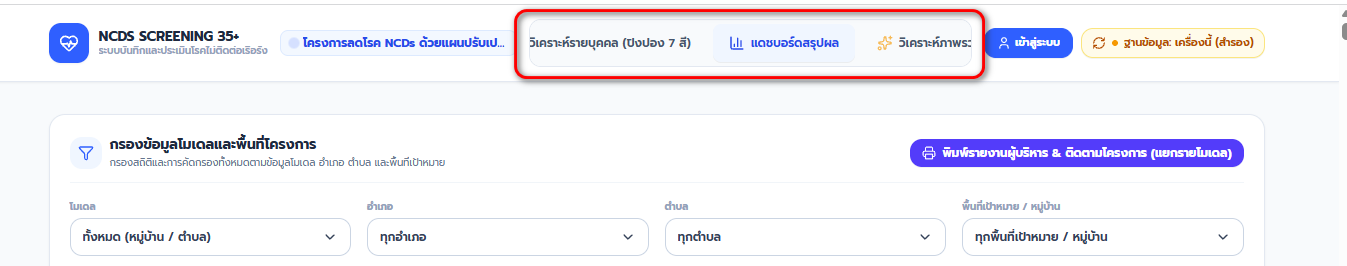 NCDS SCREENING 35+
ระบบบันทึกและประเมินโรคไม่ติดต่อเรื้อรัง
โครงการลดโรค NCDs ด้วยแผนปรับเป...
วิเคราะห์รายบุคคล (ปิงปอง 7 สี)
แดชบอร์ดสรุปผล
วิเคราะห์ภาพระ
เข้าสู่ระบบ
ฐานข้อมูล: เครื่องนี้ (สำรอง)
กรองข้อมูลโมเดลและพื้นที่โครงการ
กรองสถิติและการคัดกรองทั้งหมดตามข้อมูลโมเดล อำเภอ ตำบล และพื้นที่เป้าหมาย
พิมพ์รายงานผู้บริหาร & ติดตามโครงการ (แยกรายโมเดล)
โมเดล
อำเภอ
ตำบล
พื้นที่เป้าหมาย / หมู่บ้าน
ทั้งหมด (หมู่บ้าน / ตำบล)
ทุกอำเภอ
ทุกตำบล
ทุกพื้นที่เป้าหมาย / หมู่บ้าน